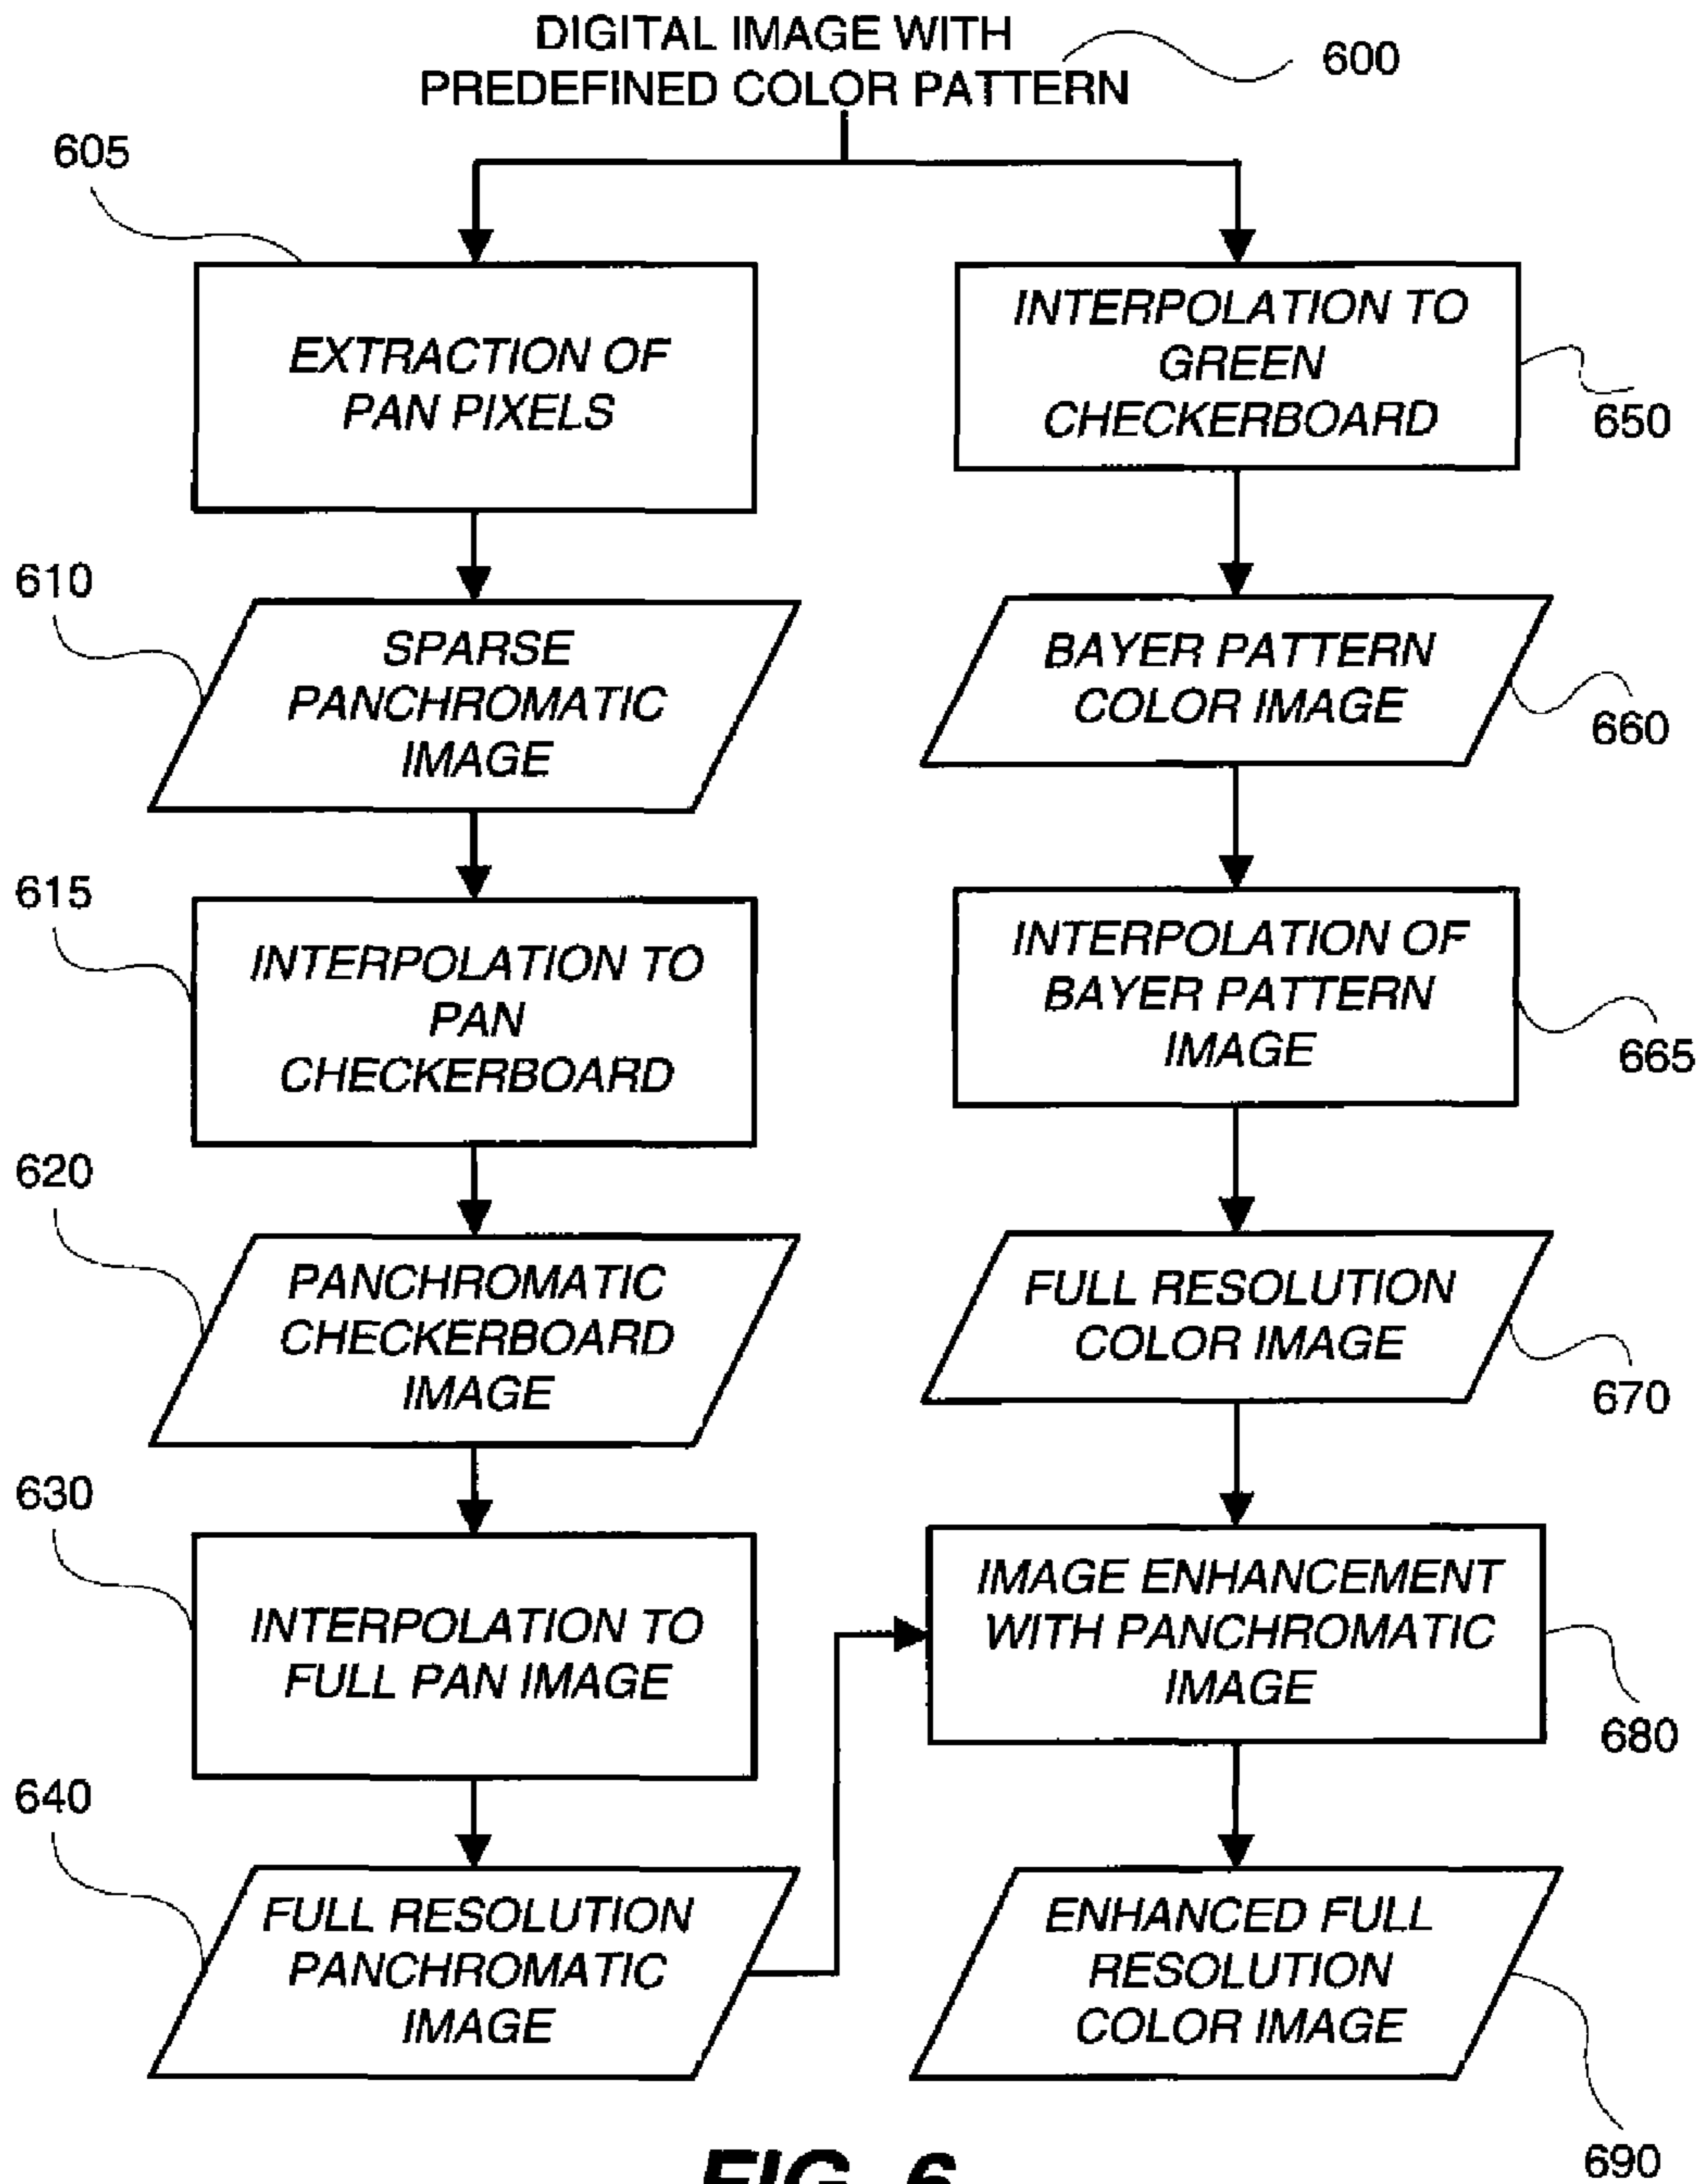 DIGITAL IMAGE WITH
PREDEFINED COLOR PATTERN
600
605
EXTRACTION OF
PAN PIXELS
610
SPARSE
PANCHROMATIC
IMAGE
615
INTERPOLATION TO
PAN
CHECKERBOARD
620
PANCHROMATIC
CHECKERBOARD
IMAGE
630
INTERPOLATION TO
FULL PAN IMAGE
640
FULL RESOLUTION
PANCHROMATIC
IMAGE
INTERPOLATION TO
GREEN
CHECKERBOARD
650
BAYER PATTERN
COLOR IMAGE
660
INTERPOLATION OF
BAYER PATTERN
IMAGE
665
FULL RESOLUTION
COLOR IMAGE
670
IMAGE ENHANCEMENT
WITH PANCHROMATIC
IMAGE
680
ENHANCED FULL
RESOLUTION
COLOR IMAGE
690
FIG. 6